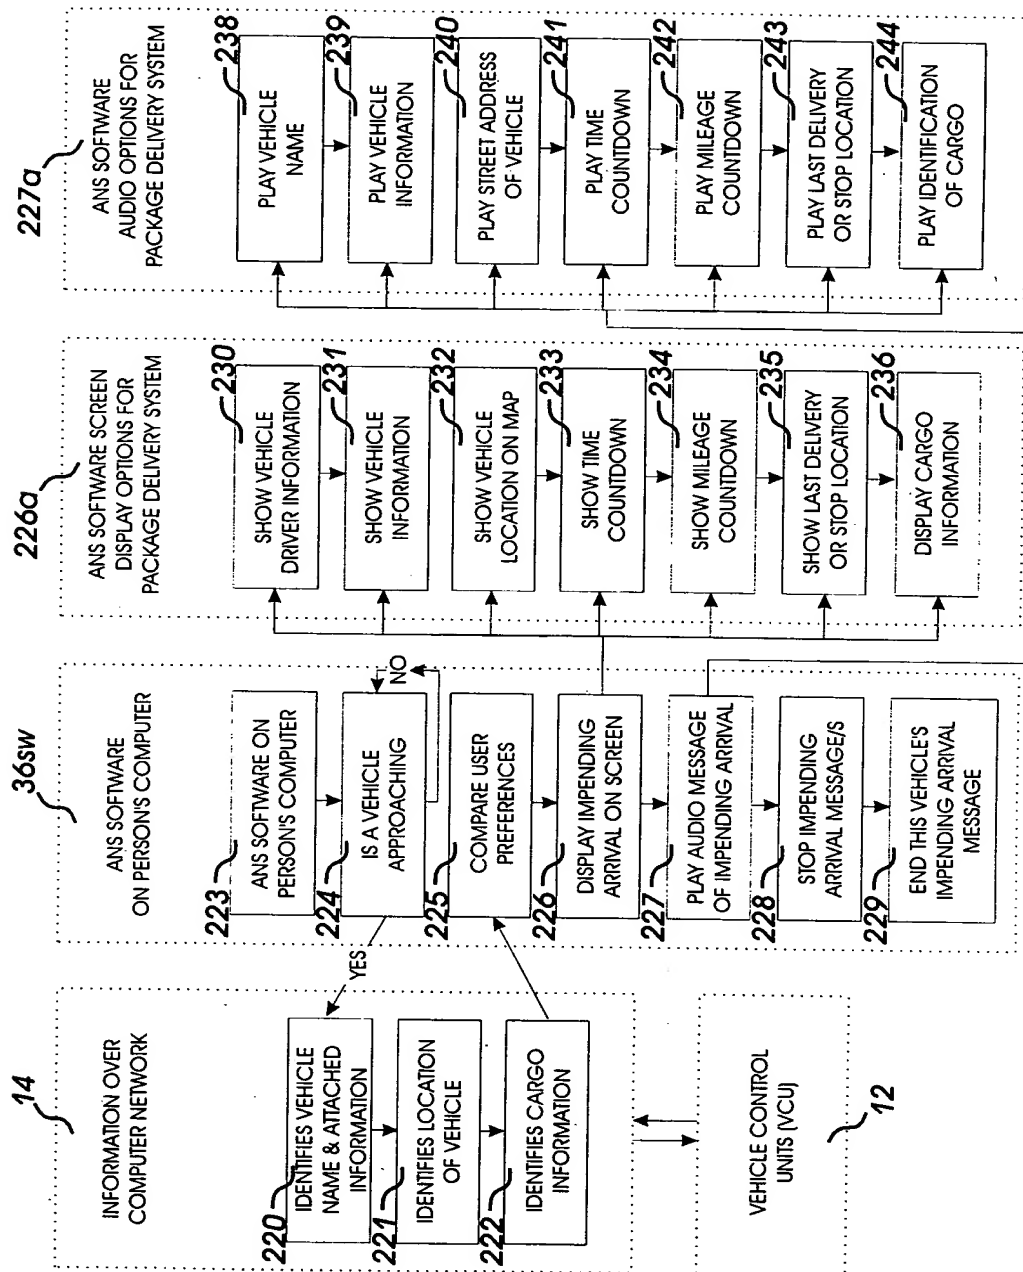 14
INFORMATION OVER
COMPUTER NETWORK
220
IDENTIFIES VEHICLE
NAME & ATTACHED
INFORMATION
221
IDENTIFIES LOCATION
OF VEHICLE
222
IDENTIFIES CARGO
INFORMATION
VEHICLE CONTROL
UNITS (VCU)
12
YES
36sw
ANS SOFTWARE
ON PERSON'S COMPUTER
223
ANS SOFTWARE ON
PERSON'S COMPUTER
224
IS A VEHICLE
APPROACHING
NO
225
COMPARE USER
PREFERENCES
226
DISPLAY IMPENDING
ARRIVAL ON SCREEN
227
PLAY AUDIO MESSAGE
OF IMPENDING ARRIVAL
228
STOP IMPENDING
ARRIVAL MESSAGE/S
229
END THIS VEHICLE'S
IMPENDING ARRIVAL
MESSAGE
226a
ANS SOFTWARE SCREEN
DISPLAY OPTIONS FOR
PACKAGE DELIVERY SYSTEM
230
SHOW VEHICLE
DRIVER INFORMATION
231
SHOW VEHICLE
INFORMATION
232
SHOW VEHICLE
LOCATION ON MAP
233
SHOW TIME
COUNTDOWN
234
SHOW MILEAGE
COUNTDOWN
235
SHOW LAST DELIVERY
OR STOP LOCATION
236
DISPLAY CARGO
INFORMATION
227a
ANS SOFTWARE
AUDIO OPTIONS FOR
PACKAGE DELIVERY SYSTEM
238
PLAY VEHICLE
NAME
239
PLAY VEHICLE
INFORMATION
240
PLAY STREET ADDRESS
OF VEHICLE
241
PLAY TIME
COUNTDOWN
242
PLAY MILEAGE
COUNTDOWN
243
PLAY LAST DELIVERY
OR STOP LOCATION
244
PLAY IDENTIFICATION
OF CARGO